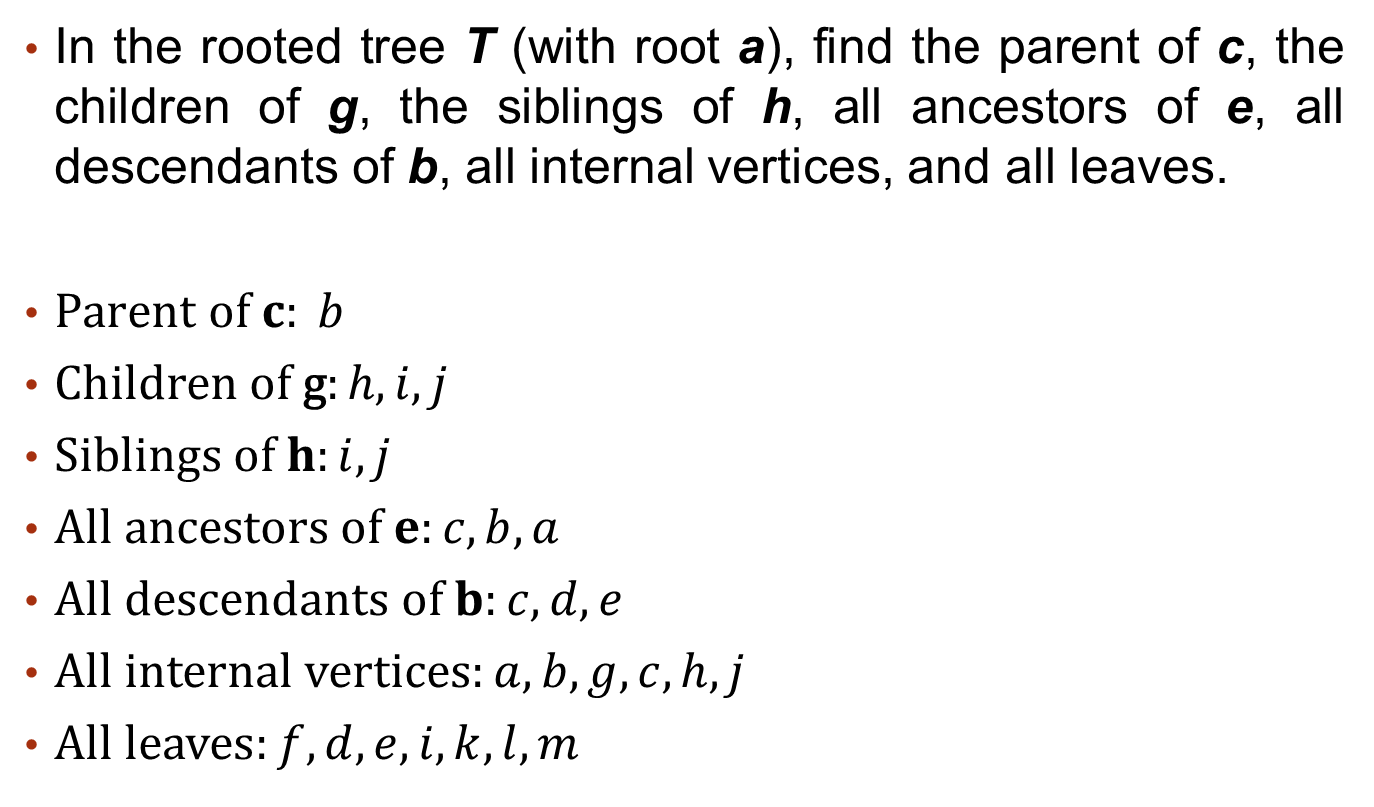 • In the rooted tree T (with root a), find the parent of c, the
children of g, the siblings of h, all ancestors of e, all
descendants of b, all internal vertices, and all leaves.
• Parent of c: b
• Children of g: h, i, j
• Siblings of h: i, j
• All ancestors of e: c, b, a
• All descendants of b: c, d, e
• All internal vertices: a, b, g, c, h, j
• All leaves: f, d, e, i, k, l, m